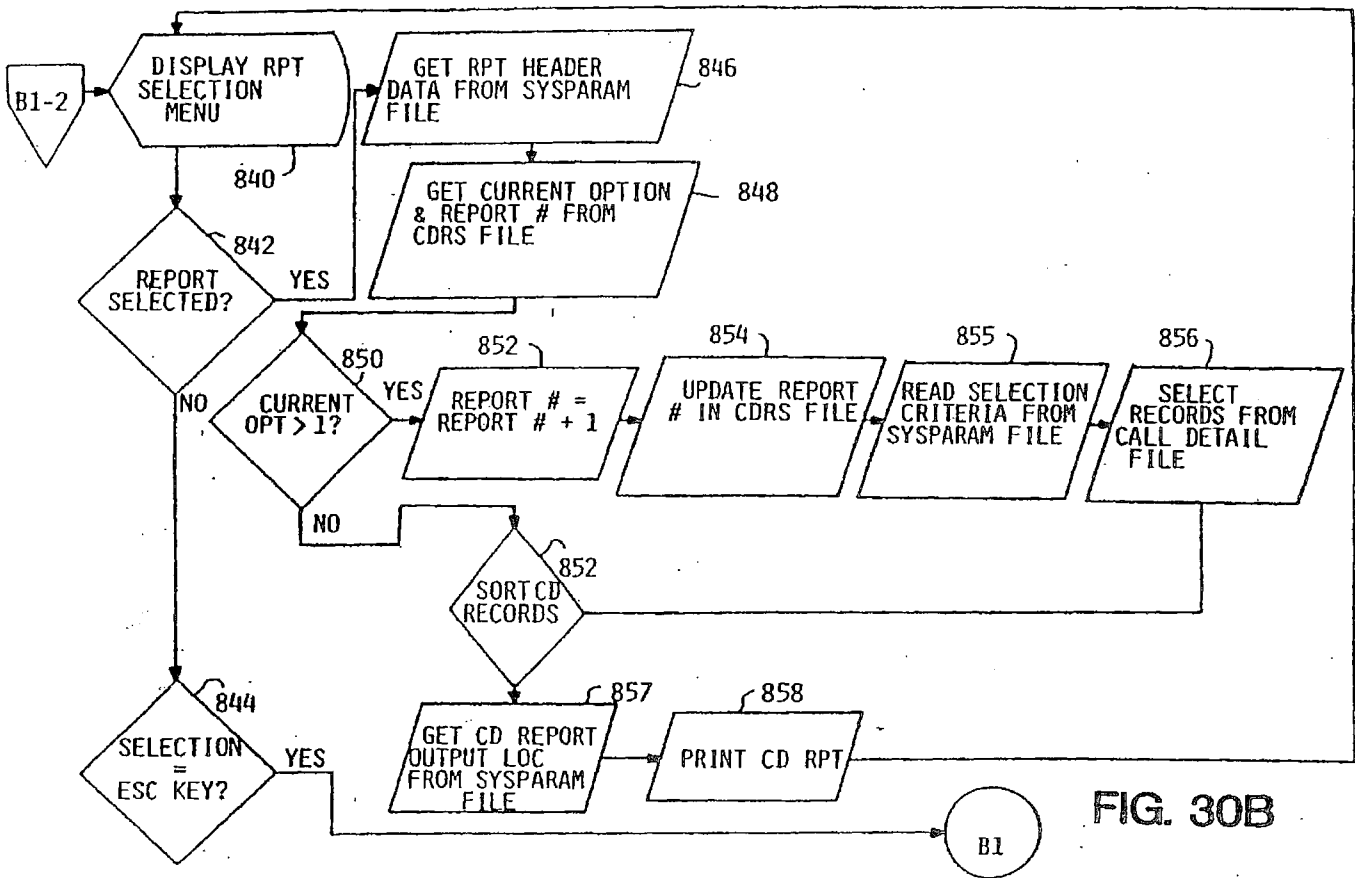 B1-2
DISPLAY RPT
SELECTION
MENU
840
GET RPT HEADER
DATA FROM SYSPARAM
FILE
846
GET CURRENT OPTION
& REPORT # FROM
CDRS FILE
848
842
REPORT
SELECTED?
YES
NO
850
CURRENT
OPT > 1?
YES
NO
852
REPORT # =
REPORT # + 1
854
UPDATE REPORT
# IN CDRS FILE
855
READ SELECTION
CRITERIA FROM
SYSPARAM FILE
856
SELECT
RECORDS FROM
CALL DETAIL
FILE
852
SORT CD
RECORDS
844
SELECTION
=
ESC KEY?
YES
857
GET CD REPORT
OUTPUT LOC
FROM SYSPARAM
FILE
858
PRINT CD RPT
B1
FIG. 30B